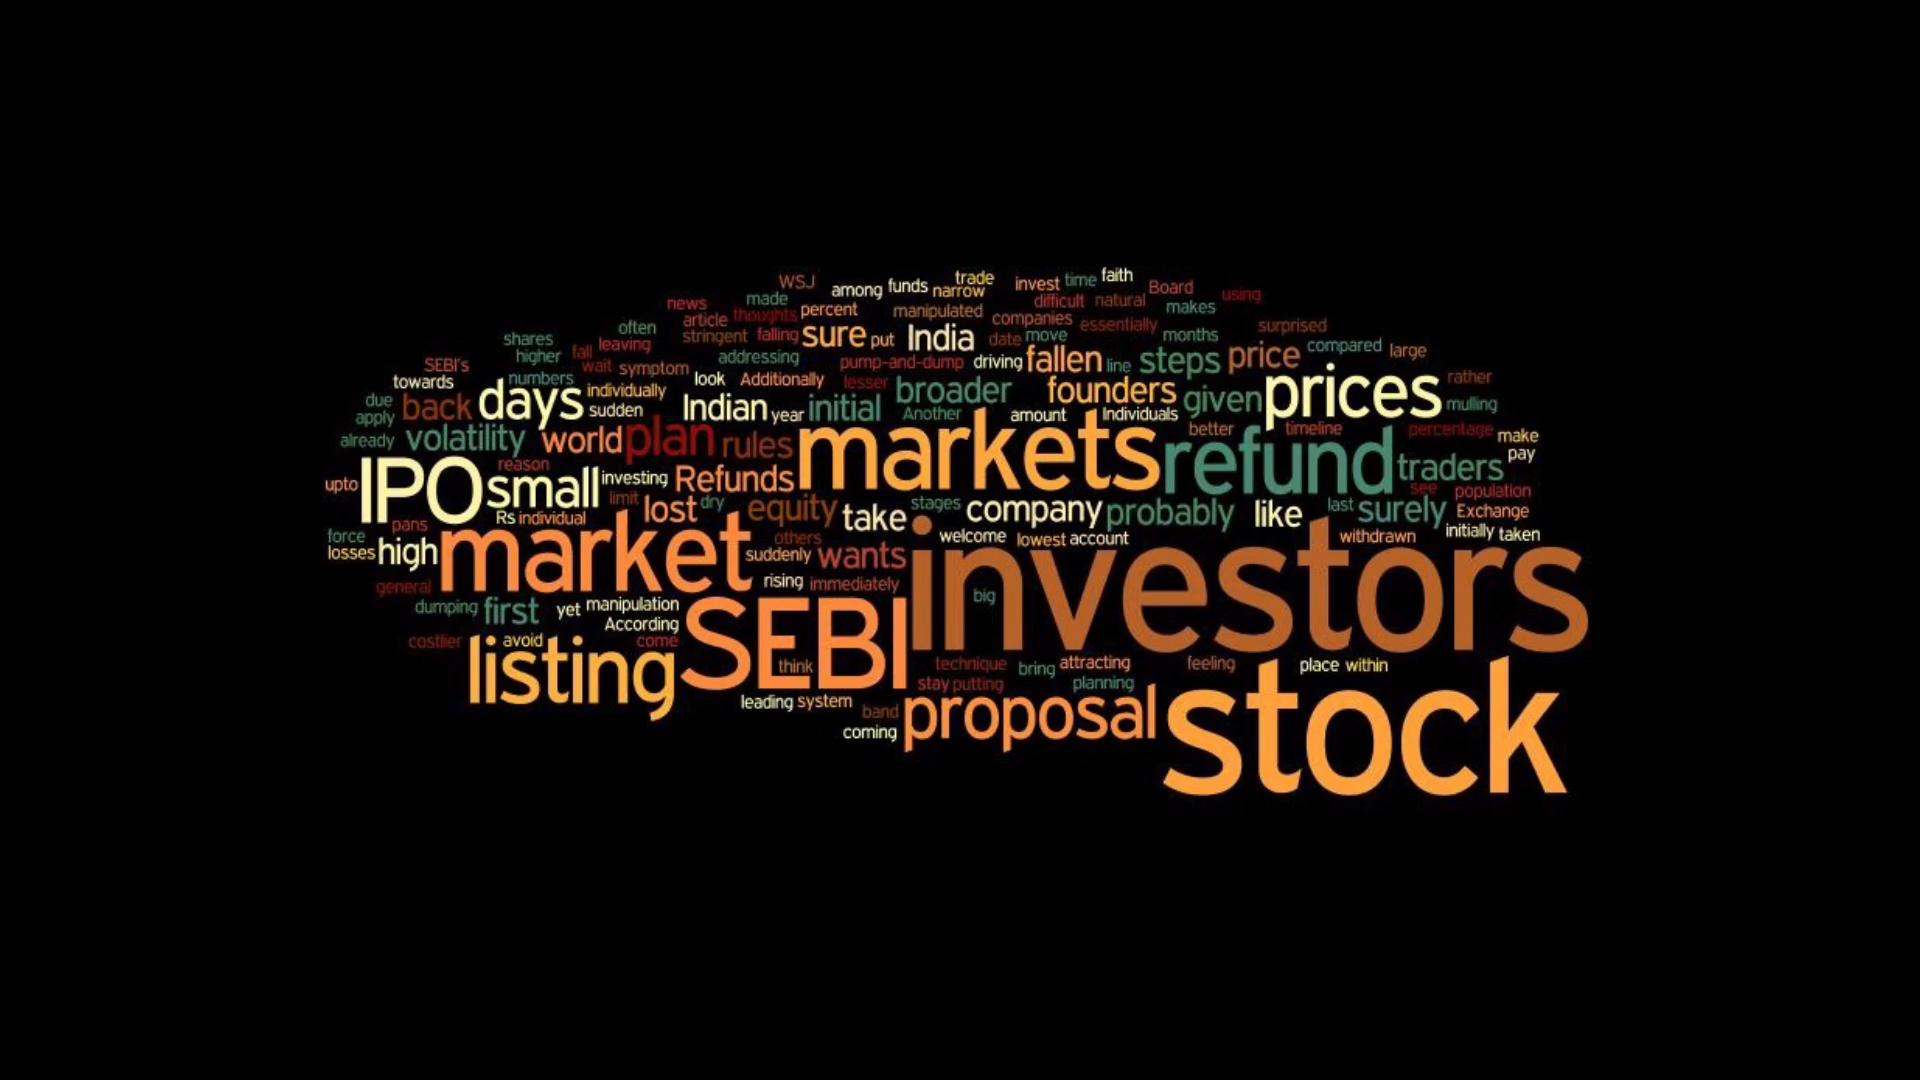 WSJ among funds trade narrow invest time faith Board
news made thoughts percent manipulated difficult natural makes using
often article stringent falling sure put India companies date move essentially months surprised
shares higher fall leaving addressing pump-and-dump driving fallen line steps price compared large
SEBI's wait symptom
towards numbers individually look Additionally lesser broader founders given prices rather mulling
due back days sudden Indian year initial Another amount Individuals
apply
already volatility world plan rules markets refund better timeline percentage make
pay
upto IPO reason small investing Refunds traders see population
limit lost dry equity take stages company probably like last surely Exchange
pans Rs individual
force losses high market others suddenly wants investors welcome lowest account withdrawn initially taken
general rising immediately
dumping first yet manipulation SEBI big
According
costlier listing avoid come think technique bring attracting feeling place within
stay putting planning
leading system band proposal stock
coming